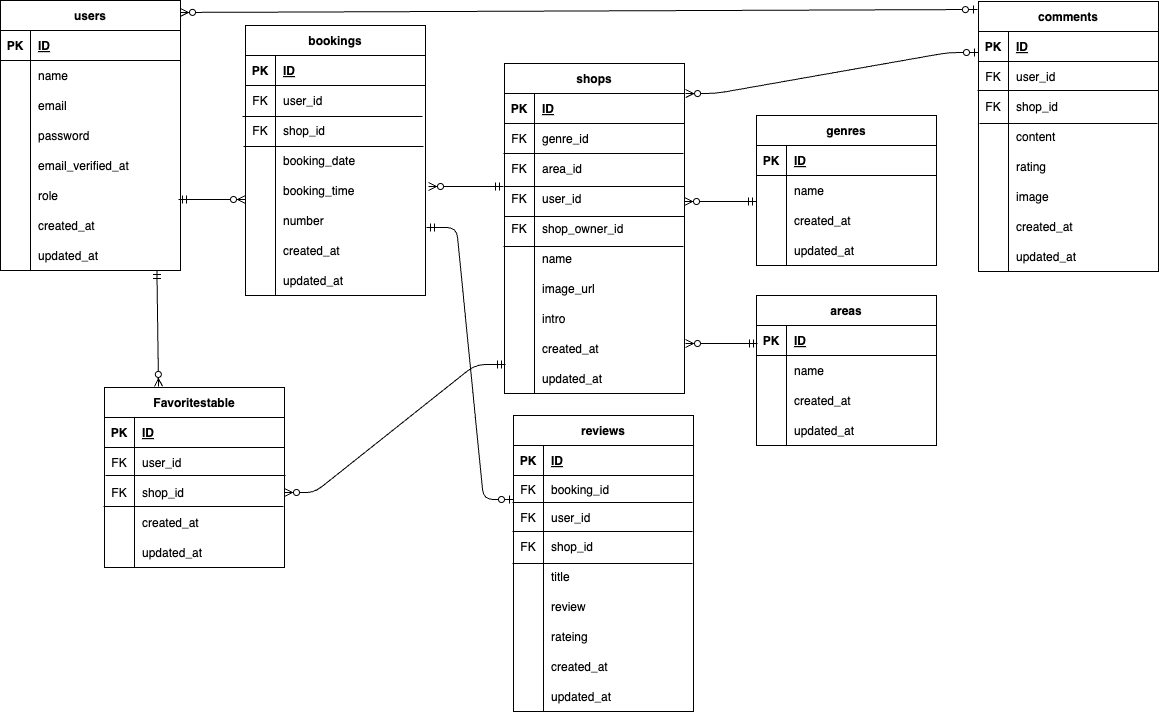 users
PK ID
name
email
password
email_verified_at
role
created_at
updated_at
bookings
PK ID
FK user_id
FK shop_id
booking_date
booking_time
number
created_at
updated_at
shops
PK ID
FK genre_id
FK area_id
FK user_id
FK shop_owner_id
name
image_url
intro
created_at
updated_at
genres
PK ID
name
created_at
updated_at
comments
PK ID
FK user_id
FK shop_id
content
rating
image
created_at
updated_at
areas
PK ID
name
created_at
updated_at
Favoritestable
PK ID
FK user_id
FK shop_id
created_at
updated_at
reviews
PK ID
FK booking_id
FK user_id
FK shop_id
title
review
rateing
created_at
updated_at